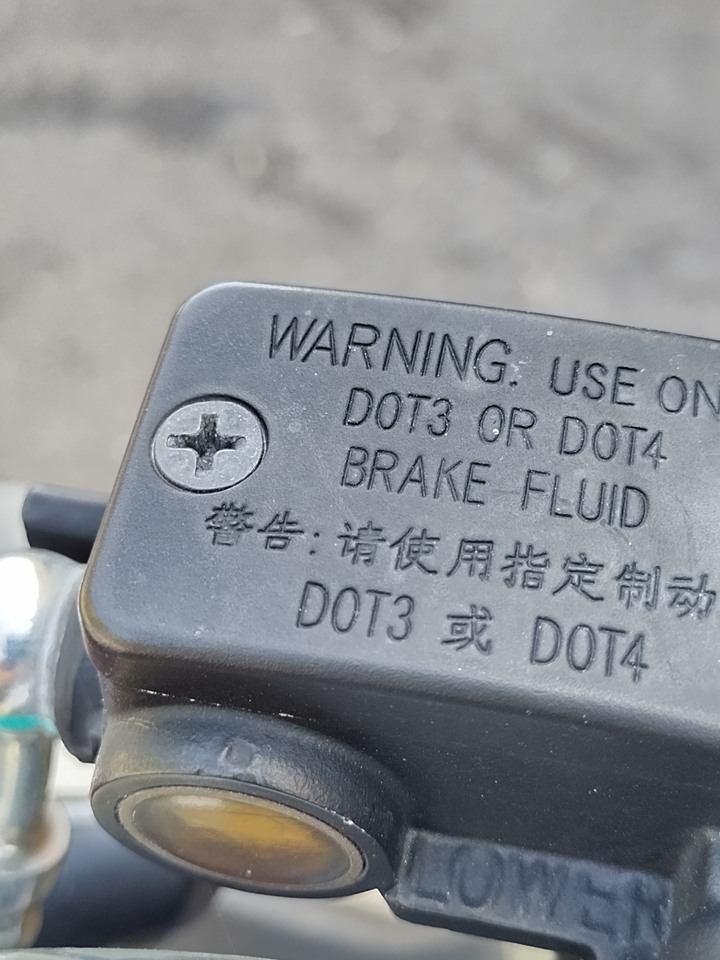 WARNING. USE ON
DOT3 OR DOT4
BRAKE FLUID
警告:请使用指定制动
DOT3 或 DOT4
LOWER